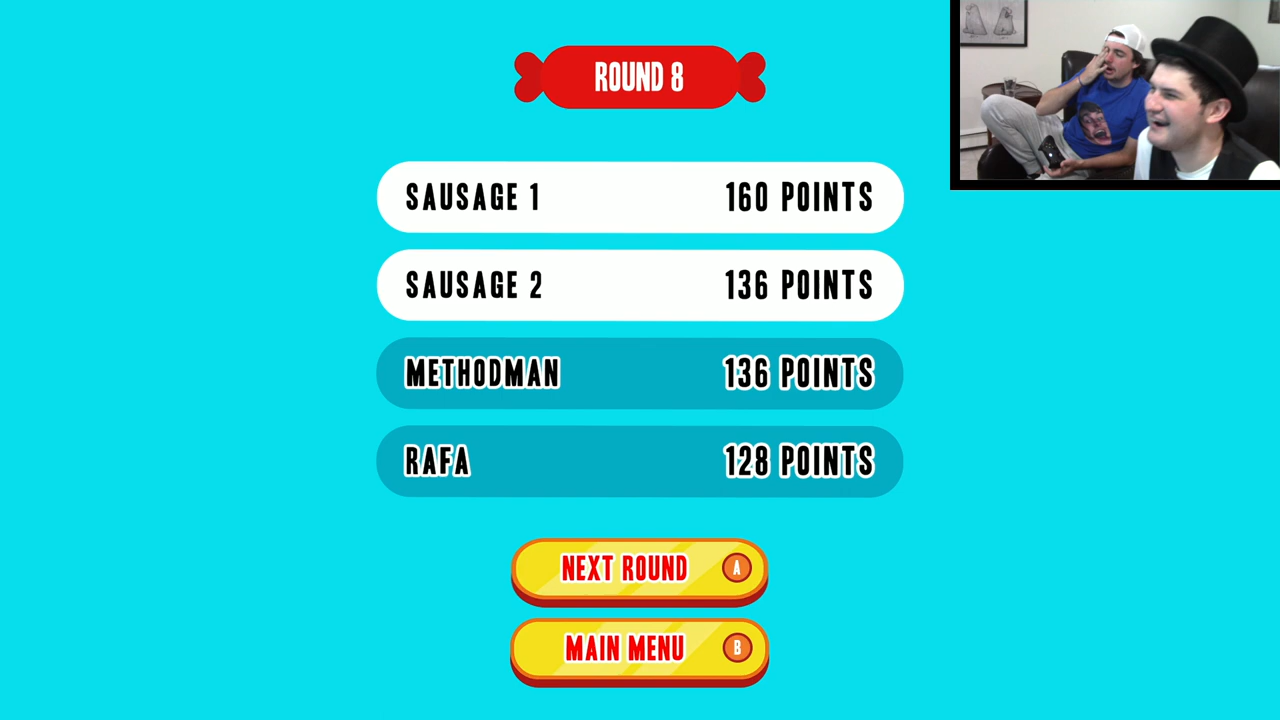 ROUND 8
SAUSAGE 1 160 POINTS
SAUSAGE 2 136 POINTS
METHODMAN 136 POINTS
RAFA 128 POINTS
NEXT ROUND A
MAIN MENU B